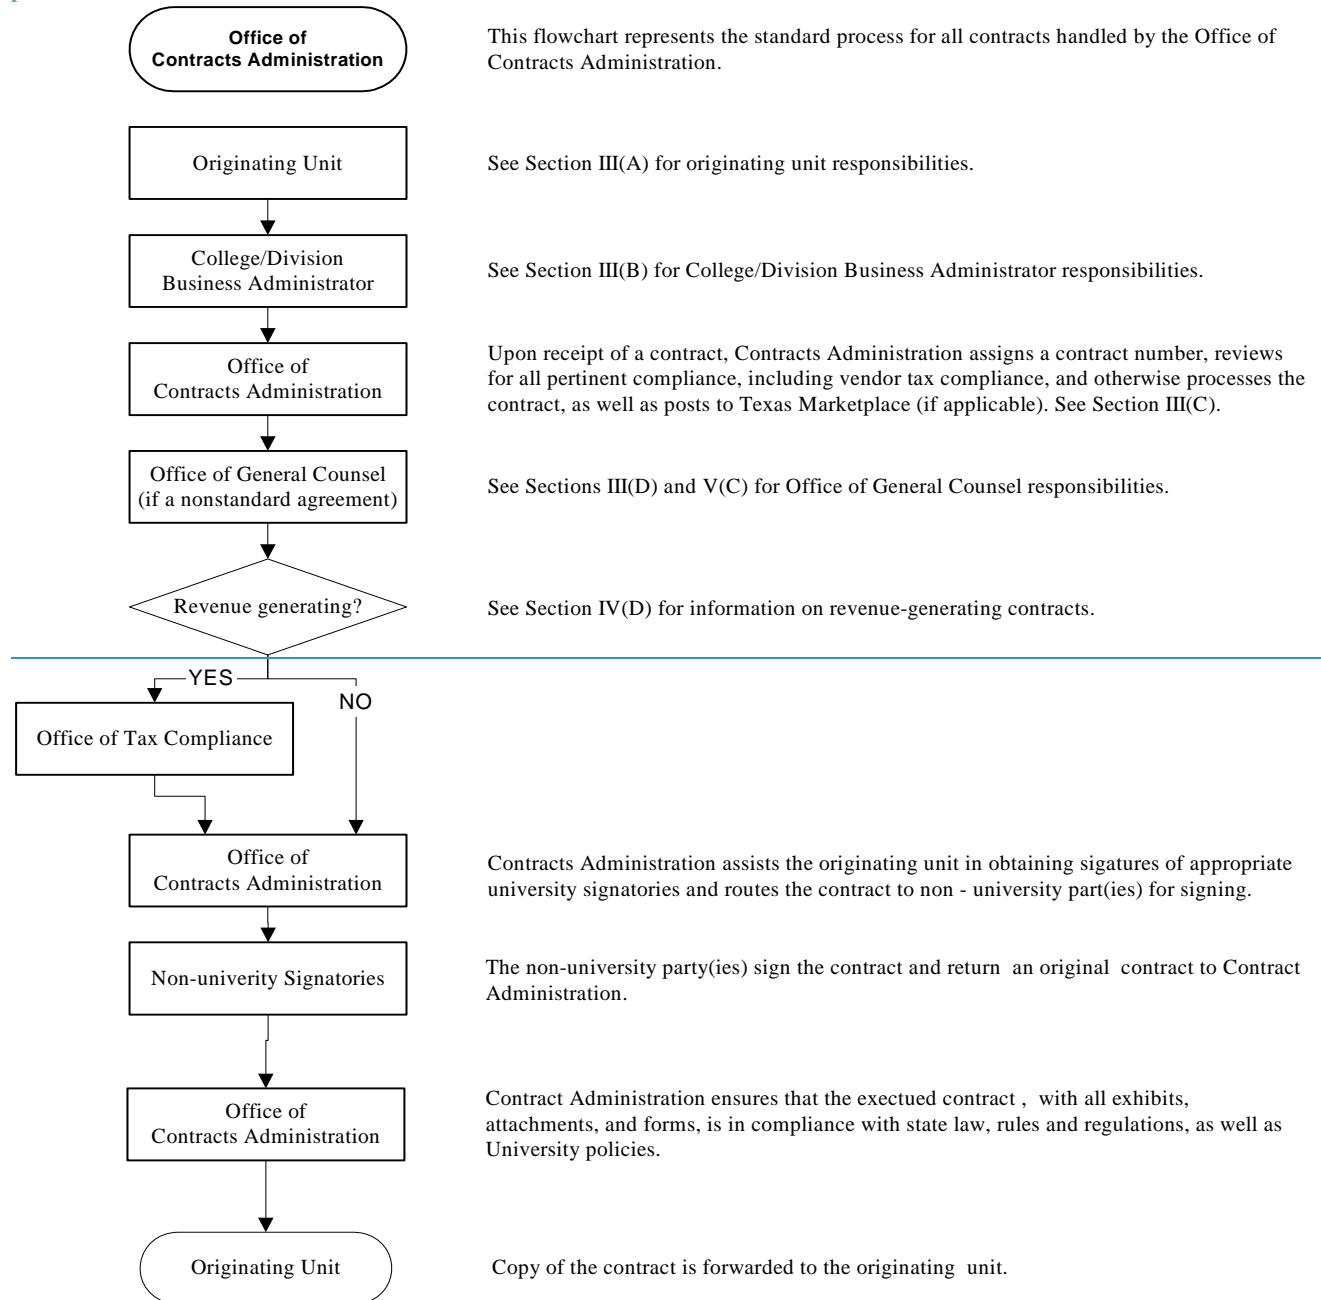 Office of
Contracts Administration
This flowchart represents the standard process for all contracts handled by the Office of
Contracts Administration.
Originating Unit
See Section III(A) for originating unit responsibilities.
College/Division
Business Administrator
See Section III(B) for College/Division Business Administrator responsibilities.
Office of
Contracts Administration
Upon receipt of a contract, Contracts Administration assigns a contract number, reviews
for all pertinent compliance, including vendor tax compliance, and otherwise processes the
contract, as well as posts to Texas Marketplace (if applicable). See Section III(C).
Office of General Counsel
(if a nonstandard agreement)
See Sections III(D) and V(C) for Office of General Counsel responsibilities.
Revenue generating?
See Section IV(D) for information on revenue-generating contracts.
YES
NO
Office of Tax Compliance
Office of
Contracts Administration
Contracts Administration assists the originating unit in obtaining sigatures of appropriate
university signatories and routes the contract to non - university part(ies) for signing.
Non-univerity Signatories
The non-university party(ies) sign the contract and return an original contract to Contract
Administration.
Office of
Contracts Administration
Contract Administration ensures that the exectued contract , with all exhibits,
attachments, and forms, is in compliance with state law, rules and regulations, as well as
University policies.
Originating Unit
Copy of the contract is forwarded to the originating unit.